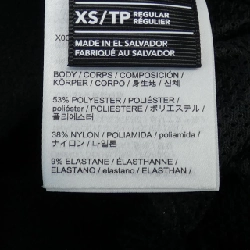 XS/TP REGULAR
RÉGULIER
MADE IN EL SALVADOR
FABRIQUÉ AU SALVADOR
BODY / CORPS / COMPOSICIÓN /
KÖRPER / CORPO / 身生地 / 신체
53% POLYESTER / POLIÉSTER /
poliéster / POLIESTERE / ポリエステル /
폴리에스터
38% NYLON / POLIAMIDA / poliamida /
ナイロン / 나일론
9% ELASTANE / ÉLASTHANNE /
ELASTANO / elastano / ELASTHAN /